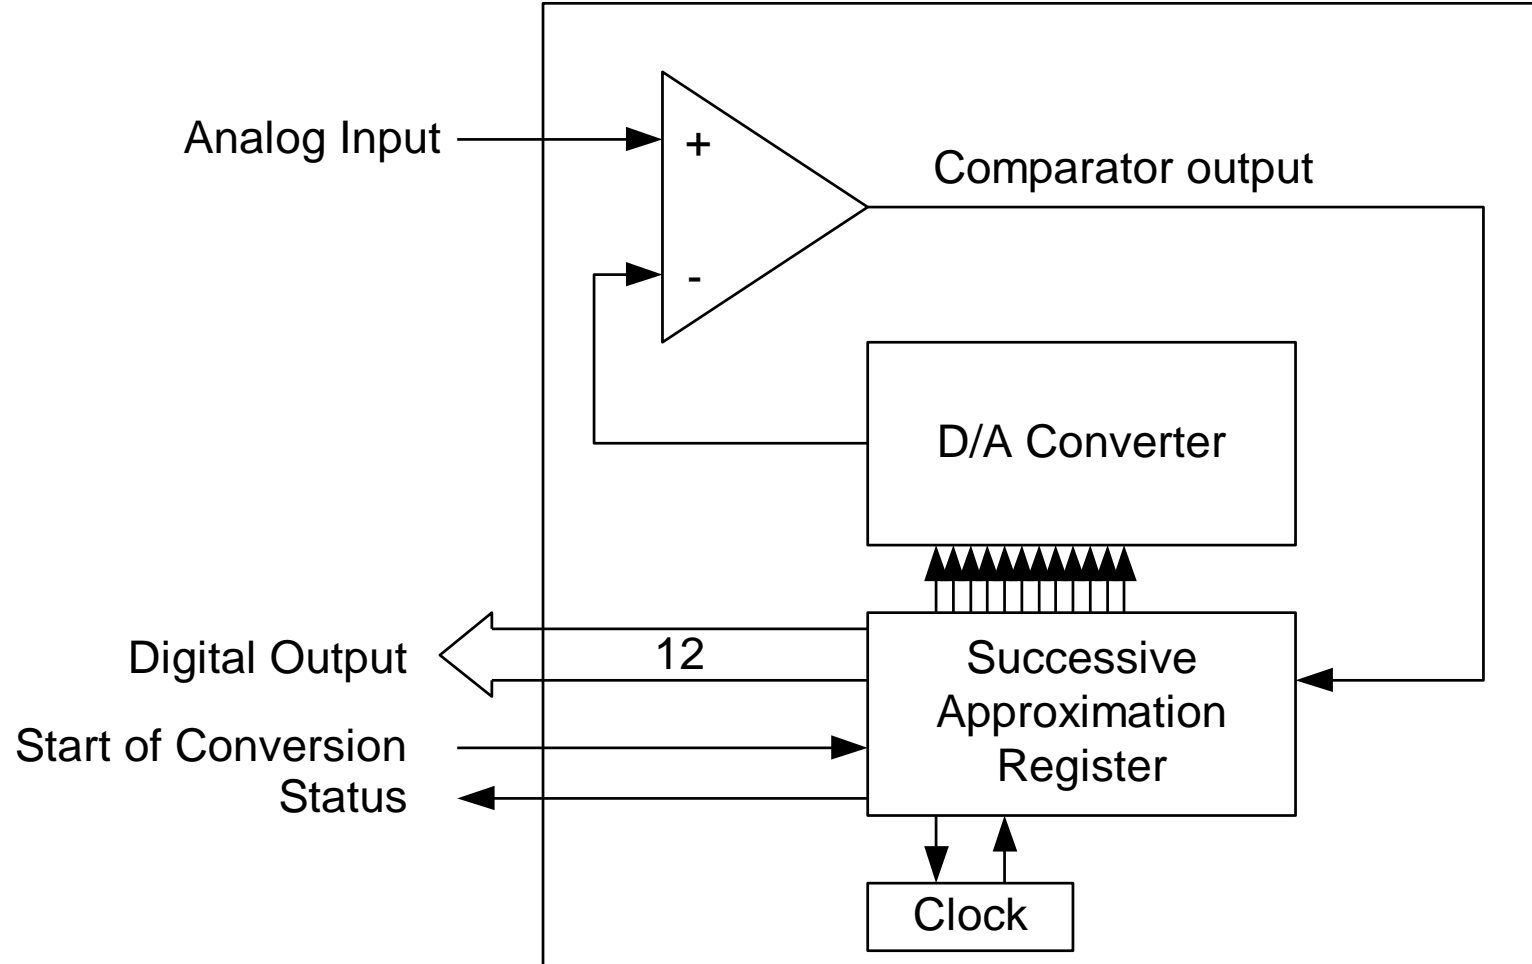 Analog Input
+
Comparator output
-
D/A Converter
Digital Output
12
Successive
Approximation
Register
Start of Conversion
Status
Clock